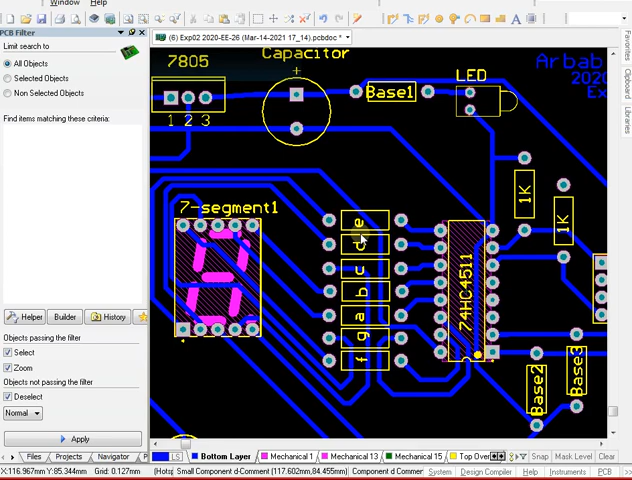 Window
Help
PCB Filter
(6) Exp02 2020-EE-26 (Mar-14-2021 17_14).pcbdoc *
Limit search to
All Objects
Selected Objects
Non Selected Objects
Find items matching these criteria:
Helper
Builder
History
Objects passing the filter
Select
Zoom
Objects not passing the filter
Deselect
Normal
Apply
Files
Projects
Navigator
7805
1 2 3
Capacitor
+
Base1
LED
Arbab
2020
Ex
1K
1K
7-segment1
e
d
c
b
a
g
f
74HC4511
Base2
Base3
Favorites
Clipboard
Libraries
LS
Bottom Layer
Mechanical 1
Mechanical 13
Mechanical 15
Top Over
Snap
Mask Level
Clear
X:116.967mm Y:85.344mm
Grid: 0.127mm
(Hots
Small Component d-Comment (117.602mm,84.455mm)
Component d Commer
System
Design Compiler
Help
Instruments
PCB